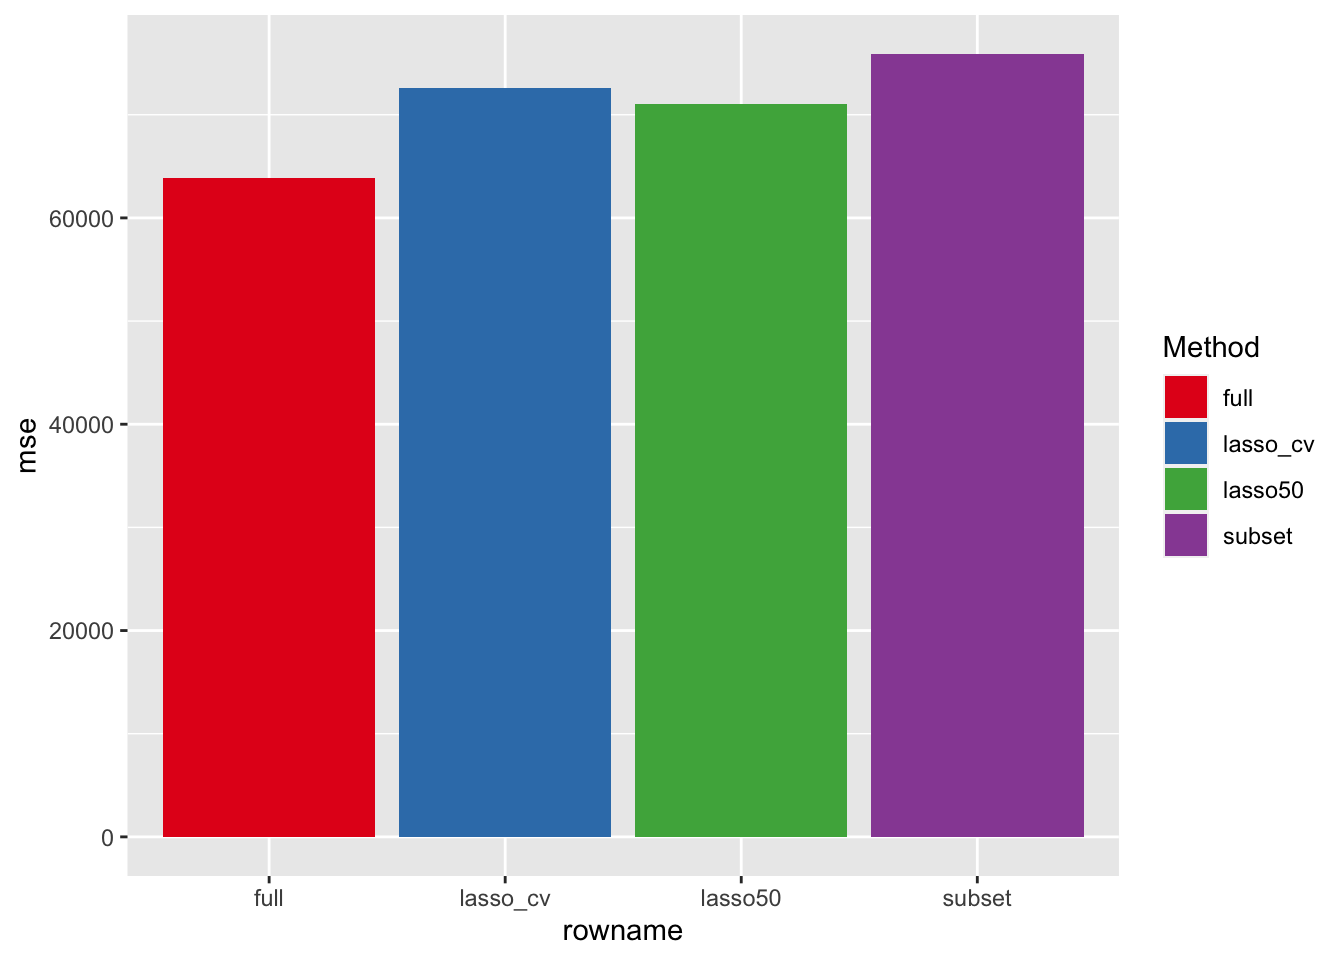 mse
60000
40000
20000
0
full
lasso_cv
lasso50
subset
rowname
Method
full
lasso_cv
lasso50
subset